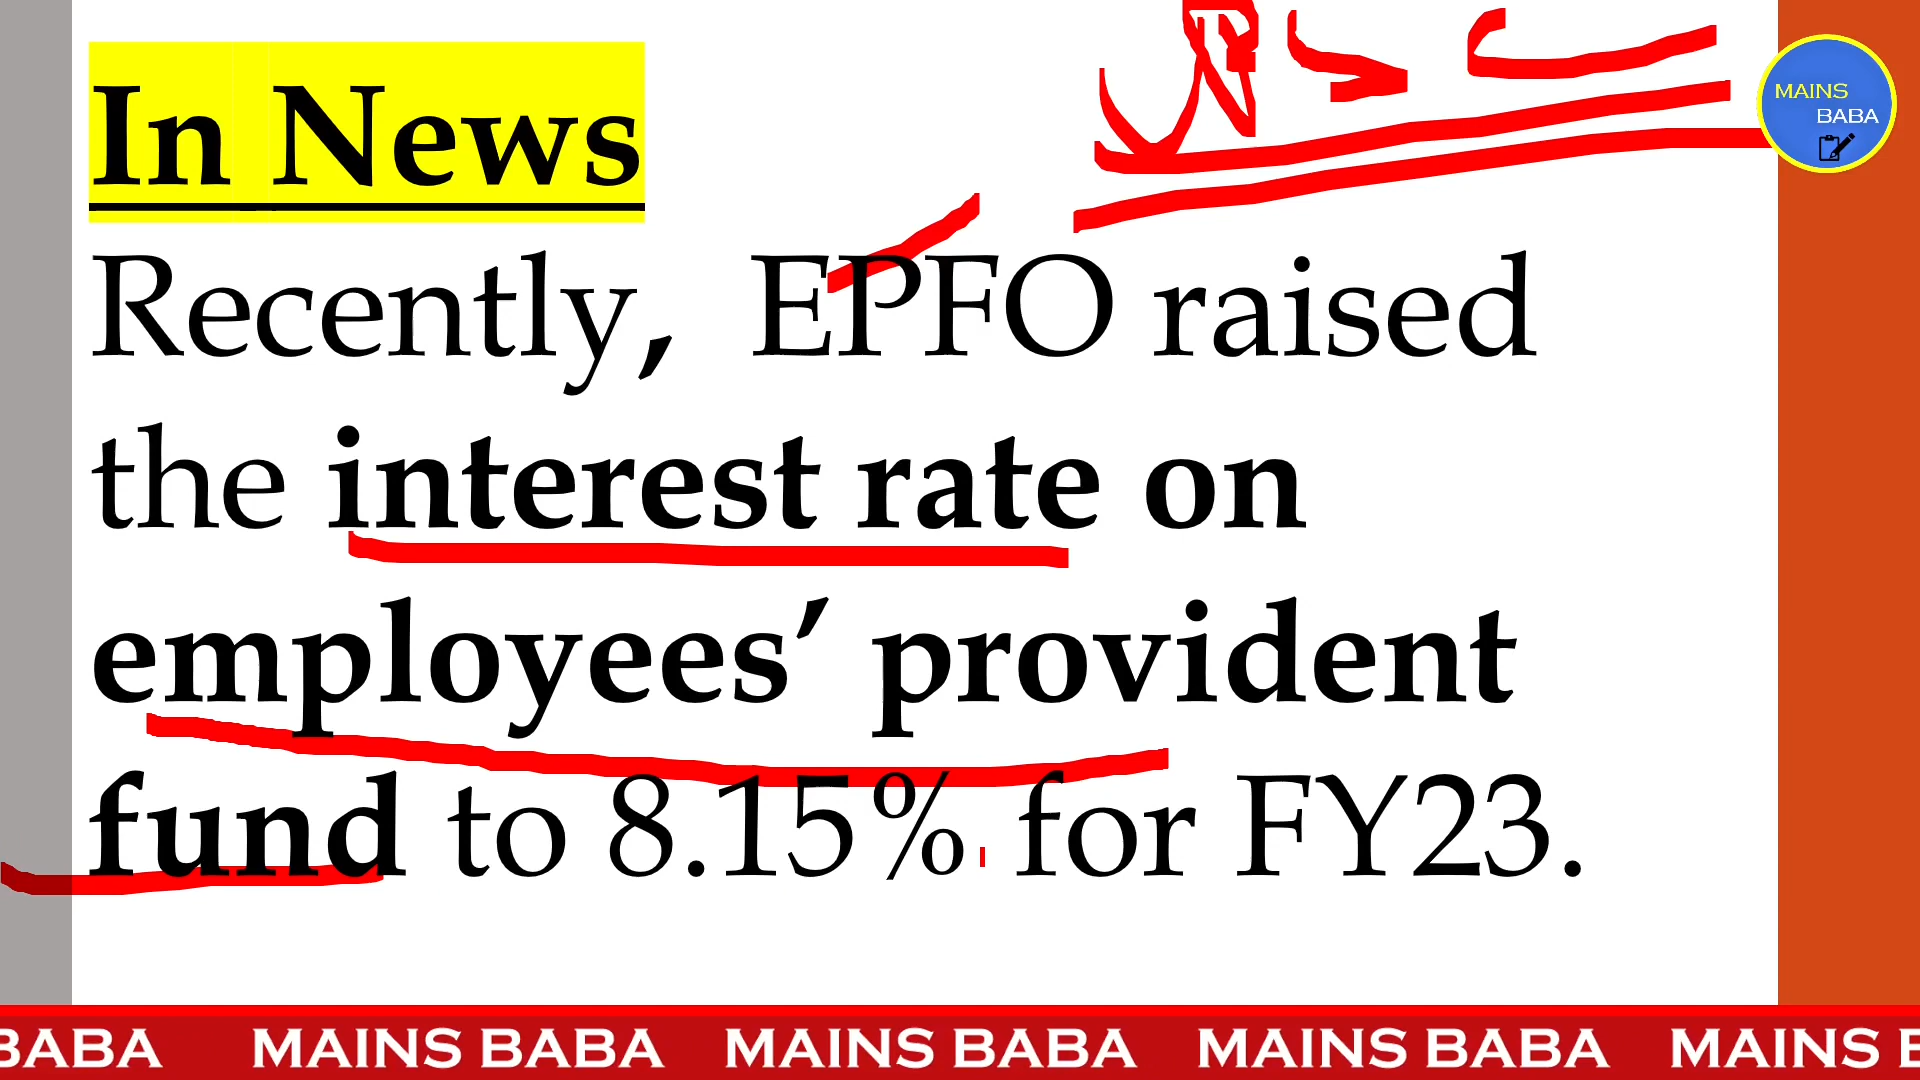 In News
MAINS
BABA
Recently, EPFO raised
the interest rate on
employees’ provident
fund to 8.15% for FY23.
BABA MAINS BABA MAINS BABA MAINS BABA MAINS B